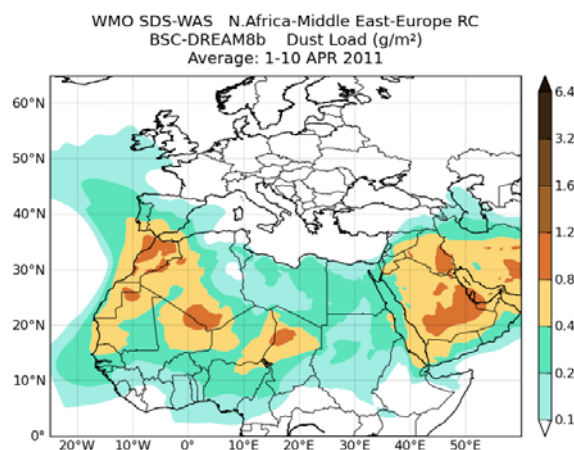 WMO SDS-WAS   N.Africa-Middle East-Europe RC
BSC-DREAM8b    Dust Load (g/m²)
Average: 1-10 APR 2011
60°N
50°N
40°N
30°N
20°N
10°N
0°
20°W
10°W
0°
10°E
20°E
30°E
40°E
50°E
6.4
3.2
1.6
1.2
0.8
0.4
0.2
0.1